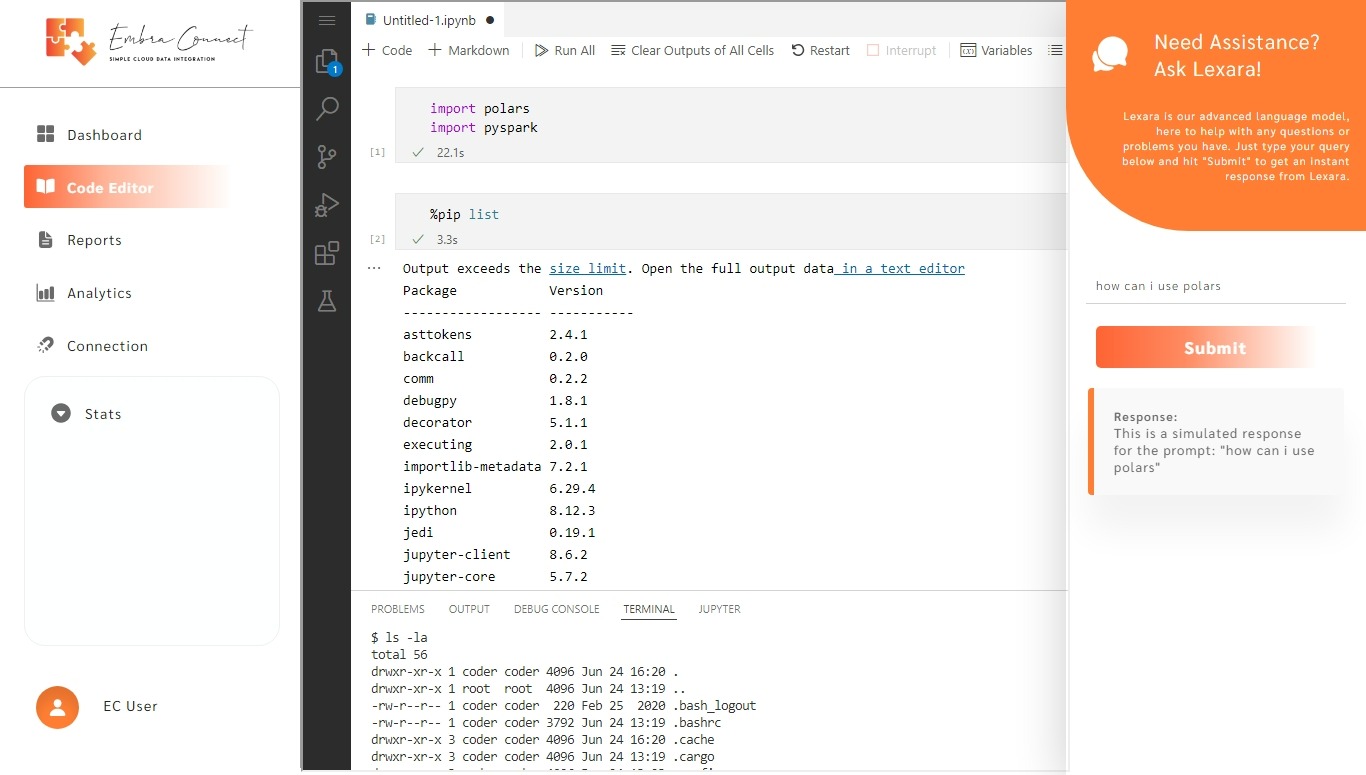 Embra Connect
SIMPLE CLOUD DATA INTEGRATION
Dashboard
Code Editor
Reports
Analytics
Connection
Stats
EC User
1
Untitled-1.ipynb
Code
Markdown
Run All
Clear Outputs of All Cells
Restart
Interrupt
(x)
Variables
import polars
import pyspark
[1]
22.1s
%pip list
[2]
3.3s
Output exceeds the size limit. Open the full output data in a text editor
Package Version
------------------ -----------
asttokens 2.4.1
backcall 0.2.0
comm 0.2.2
debugpy 1.8.1
decorator 5.1.1
executing 2.0.1
importlib-metadata 7.2.1
ipykernel 6.29.4
ipython 8.12.3
jedi 0.19.1
jupyter-client 8.6.2
jupyter-core 5.7.2
PROBLEMS OUTPUT DEBUG CONSOLE TERMINAL JUPYTER
$ ls -la
total 56
drwxr-xr-x 1 coder coder 4096 Jun 24 16:20 .
drwxr-xr-x 1 root root 4096 Jun 24 13:19 ..
-rw-r--r-- 1 coder coder 220 Feb 25 2020 .bash_logout
-rw-r--r-- 1 coder coder 3792 Jun 24 13:19 .bashrc
drwxr-xr-x 3 coder coder 4096 Jun 24 16:20 .cache
drwxr-xr-x 3 coder coder 4096 Jun 24 13:19 .cargo
Need Assistance?
Ask Lexara!
Lexara is our advanced language model,
here to help with any questions or
problems you have. Just type your query
below and hit "Submit" to get an instant
response from Lexara.
how can i use polars
Submit
Response:
This is a simulated response
for the prompt: "how can i use
polars"